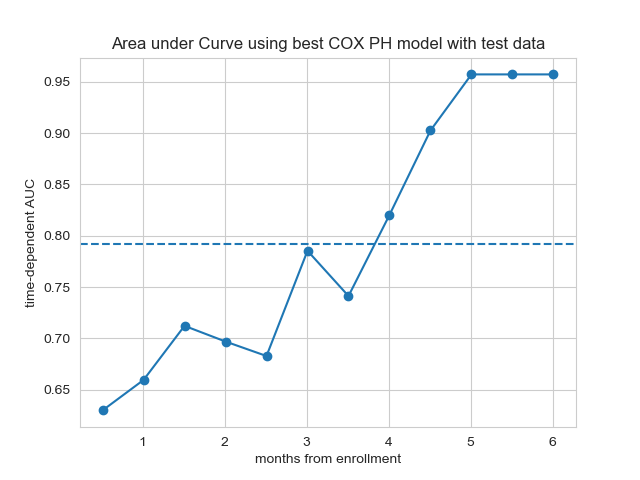 Area under Curve using best COX PH model with test data
time-dependent AUC
0.95
0.90
0.85
0.80
0.75
0.70
0.65
1 2 3 4 5 6
months from enrollment